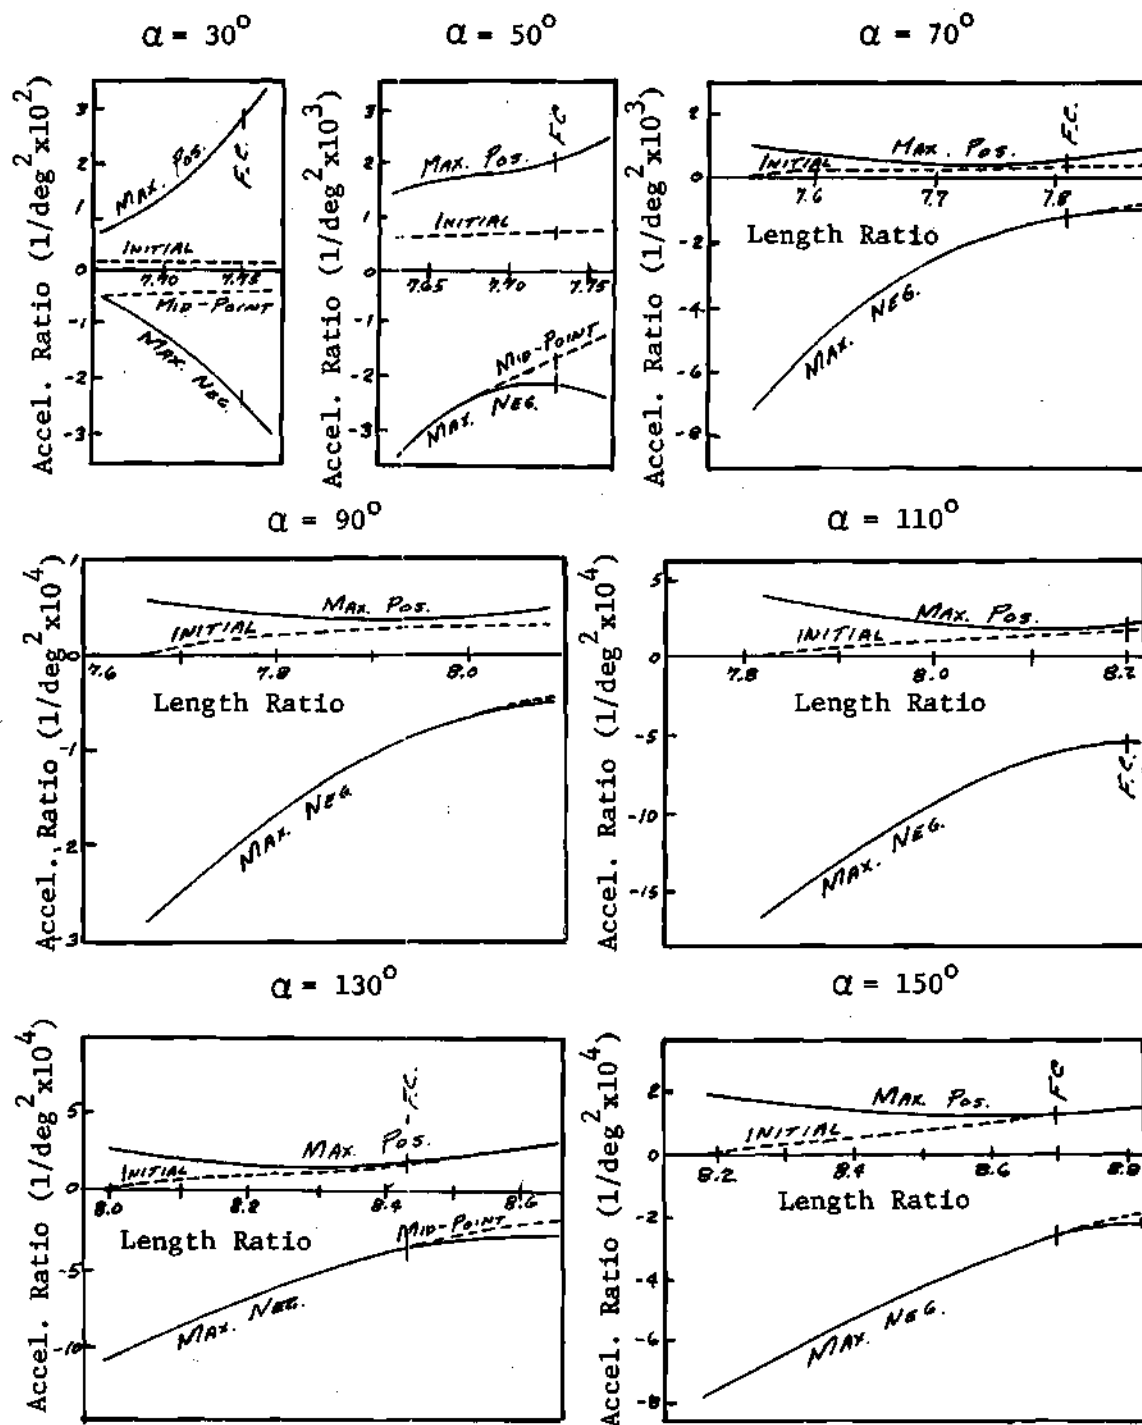 α = 30°
Accel. Ratio (1/deg²x10²)
3
2
1
0
-1
-2
-3
MAX. POS.
F.C.
INITIAL
7.70
7.75
MID-POINT
MAX. NEG.
α = 50°
Accel. Ratio (1/deg²x10³)
3
2
1
0
-1
-2
-3
MAX. POS.
FC
INITIAL
7.65
7.70
7.75
MID-POINT
MAX. NEG.
α = 70°
Accel. Ratio (1/deg²x10³)
2
0
-2
-4
-6
-8
INITIAL
MAX. POS.
F.C.
7.6
7.7
7.8
Length Ratio
MAX. NEG.
α = 90°
Accel. Ratio (1/deg²x10⁴)
1
0
-1
-2
-3
MAX. POS.
INITIAL
7.6
7.8
8.0
Length Ratio
MAX. NEG
α = 110°
Accel. Ratio (1/deg²x10⁴)
5
0
-5
-10
-15
MAX. POS.
INITIAL
7.8
8.0
8.2
Length Ratio
F.C.
MAX. NEG.
α = 130°
Accel. Ratio (1/deg²x10⁴)
5
0
-5
-10
F.C.
MAX. POS.
INITIAL
8.0
8.2
8.4
8.6
Length Ratio
MID-POINT
MAX. NEG.
α = 150°
Accel. Ratio (1/deg²x10⁴)
2
0
-2
-4
-6
-8
MAX. POS.
FC
INITIAL
8.2
8.4
8.6
8.8
Length Ratio
MAX. NEG.